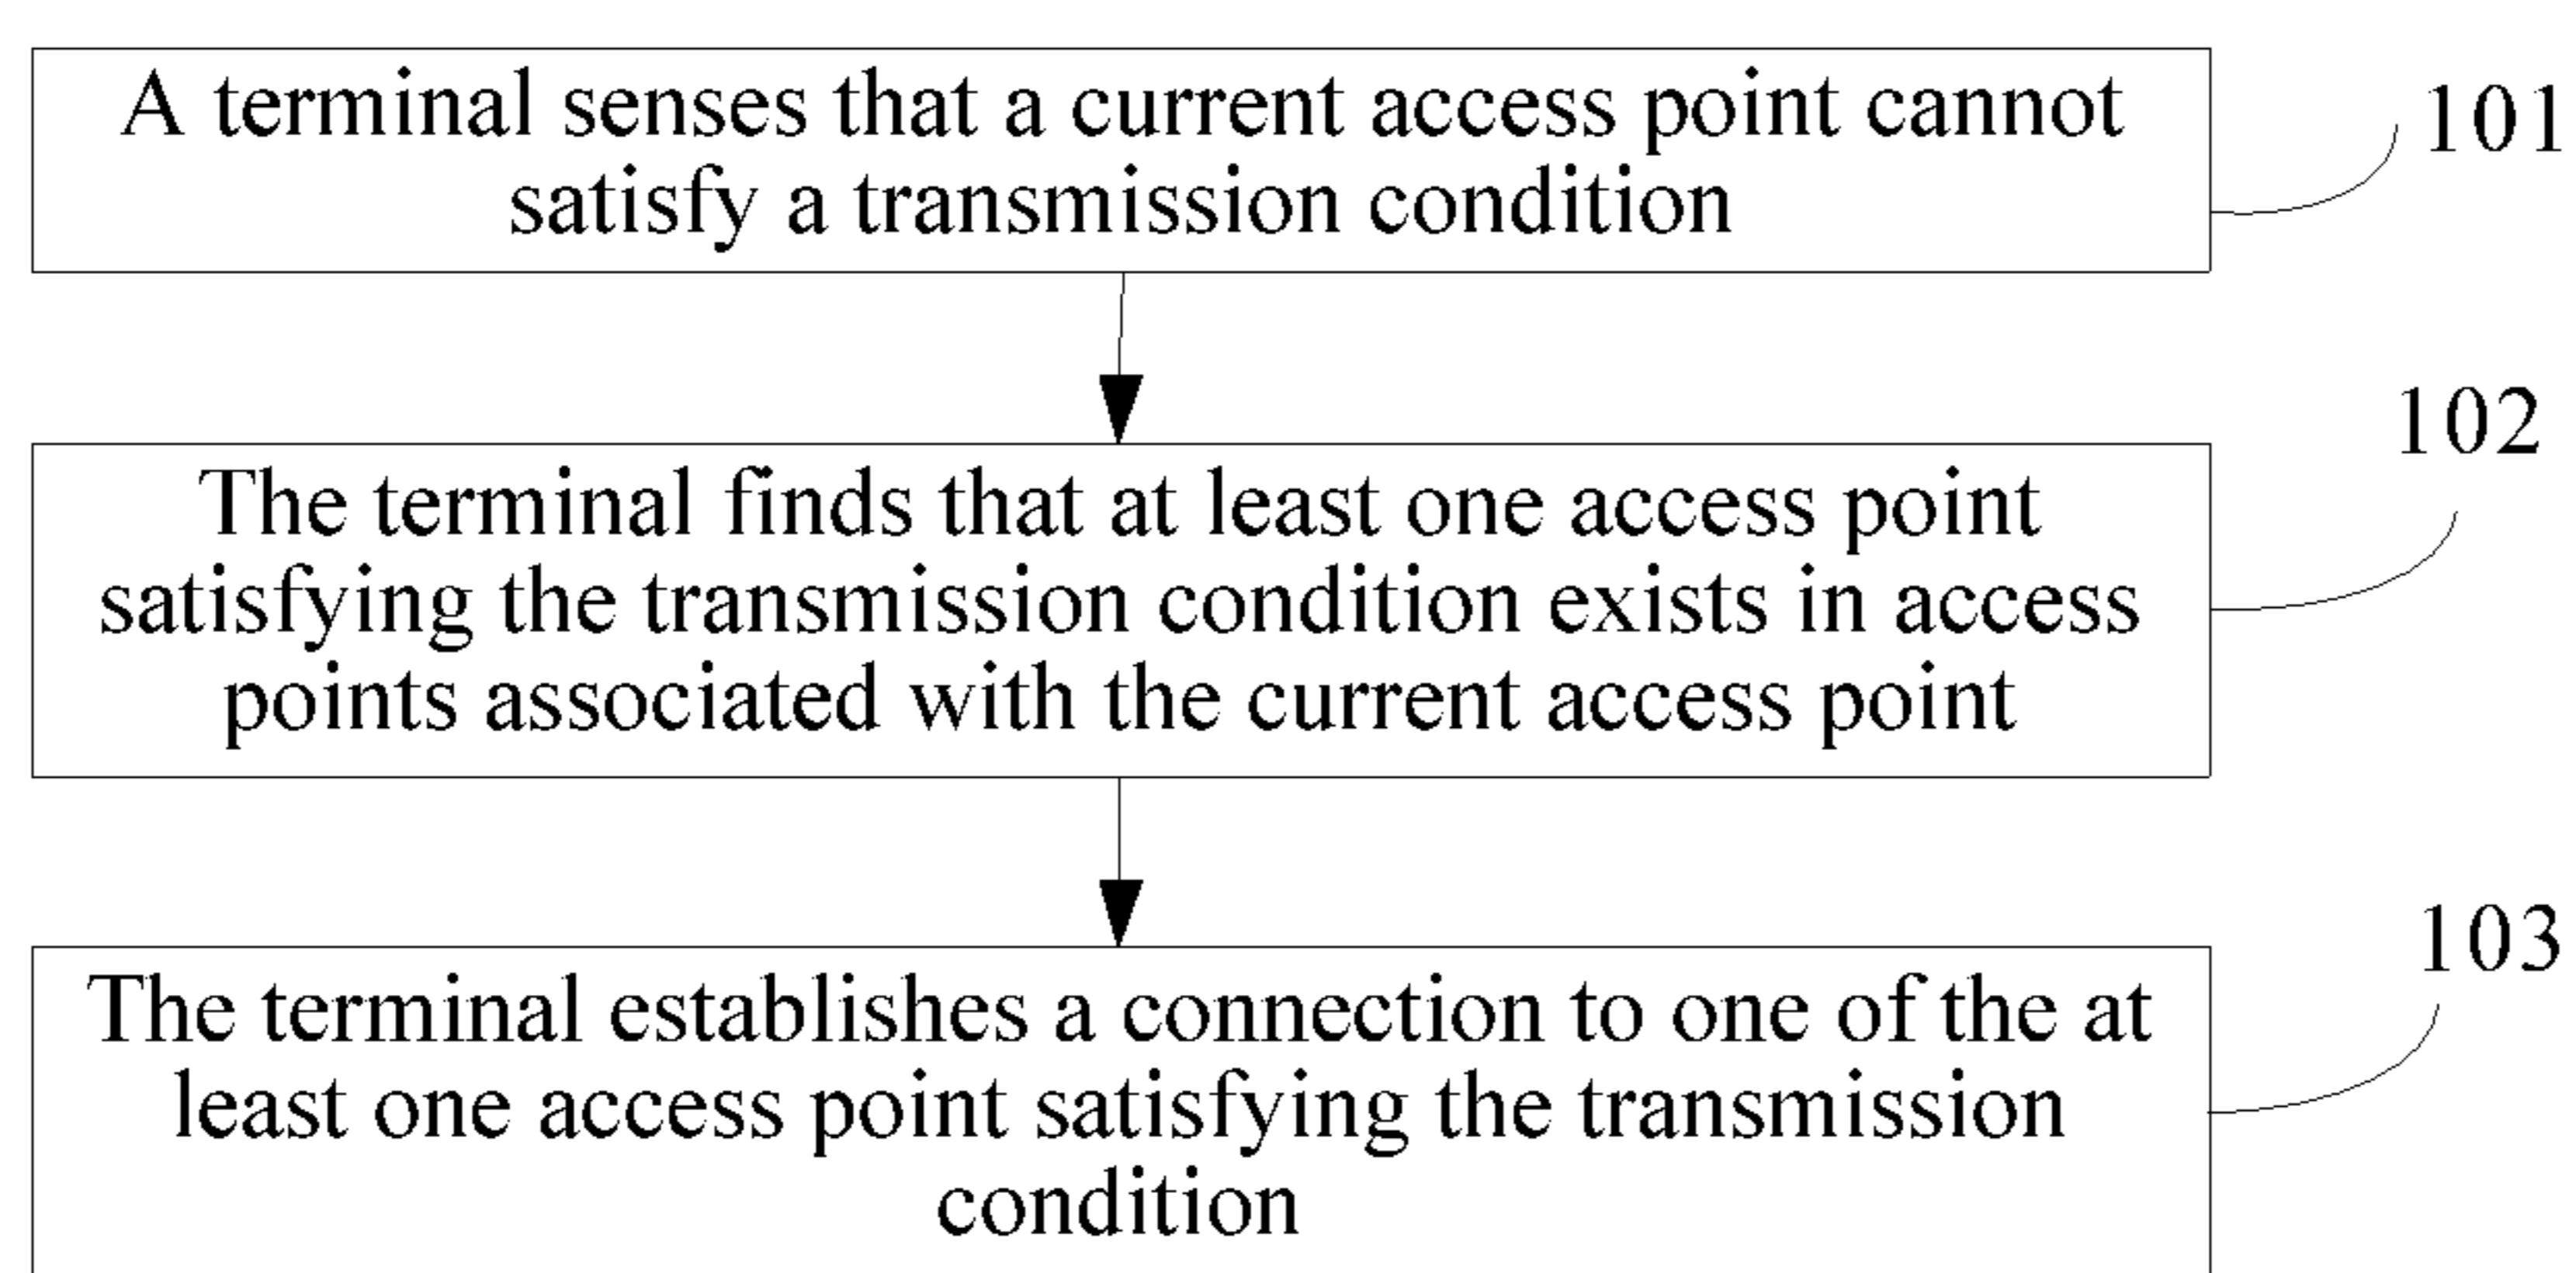 A terminal senses that a current access point cannot
satisfy a transmission condition
101
102
The terminal finds that at least one access point
satisfying the transmission condition exists in access
points associated with the current access point
103
The terminal establishes a connection to one of the at
least one access point satisfying the transmission
condition